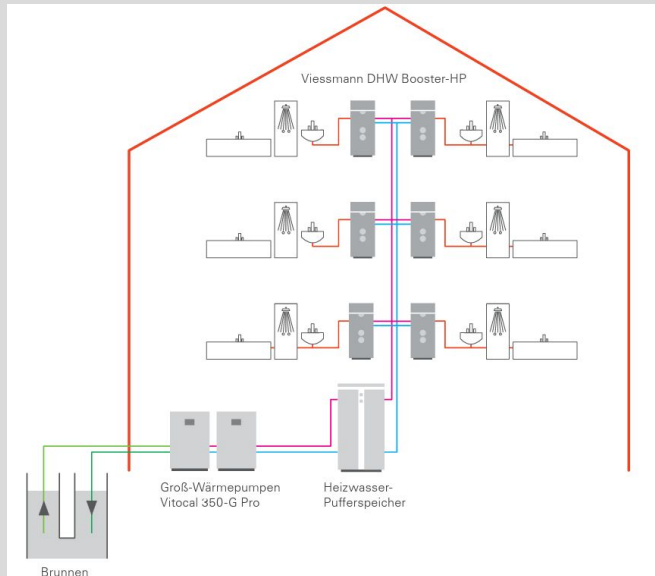 Viessmann DHW Booster-HP
Groß-Wärmepumpen
Vitocal 350-G Pro
Heizwasser-
Pufferspeicher
Brunnen